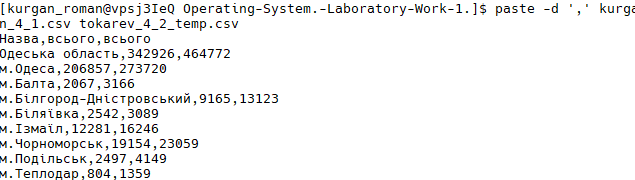 [kurgan_roman@vpsj3IeQ Operating-System.-Laboratory-Work-1.]$ paste -d ',' kurga
n_4_1.csv tokarev_4_2_temp.csv
Назва,всього,всього
Одеська область,342926,464772
м.Одеса,206857,273720
м.Балта,2067,3166
м.Білгород-Дністровський,9165,13123
м.Біляївка,2542,3089
м.Ізмаїл,12281,16246
м.Чорноморськ,19154,23059
м.Подільськ,2497,4149
м.Теплодар,804,1359